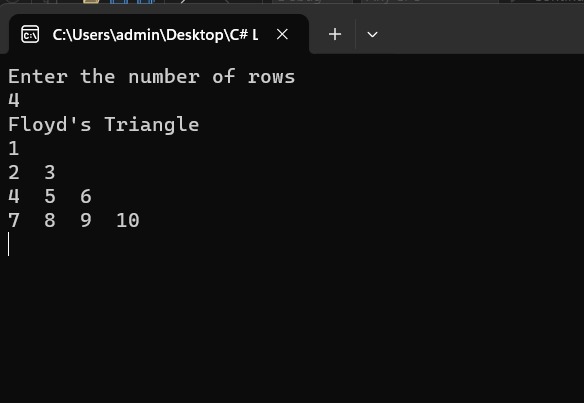 C:\Users\admin\Desktop\C# L
Enter the number of rows
4
Floyd's Triangle
1
2  3
4  5  6
7  8  9  10